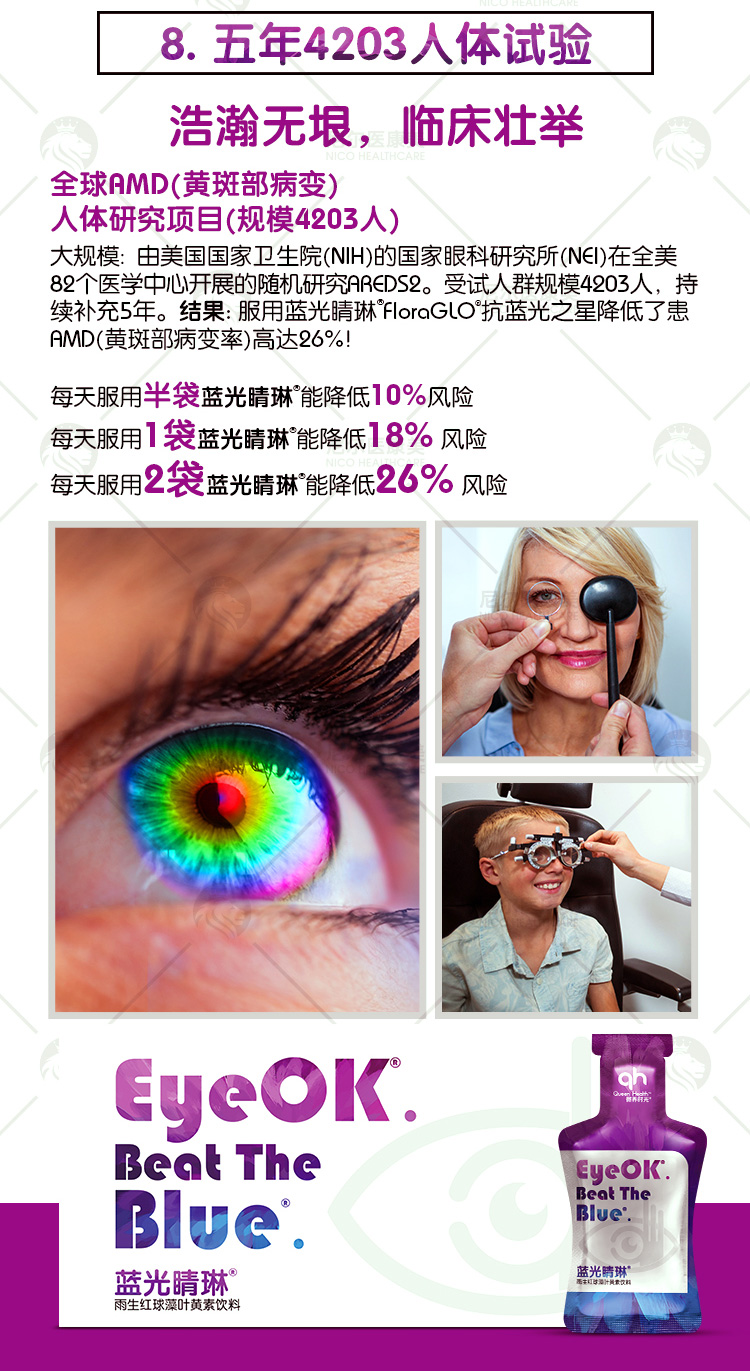 8. 五年4203人体试验
浩瀚无垠，临床壮举
NICO HEALTHCARE
全球AMD(黄斑部病变)
人体研究项目(规模4203人)
大规模: 由美国国家卫生院(NIH)的国家眼科研究所(NEI)在全美
82个医学中心开展的随机研究AREDS2。受试人群规模4203人，持
续补充5年。结果: 服用蓝光睛琳®FloraGLO®抗蓝光之星降低了患
AMD(黄斑部病变率)高达26%!
每天服用半袋蓝光睛琳®能降低10%风险
每天服用1袋蓝光睛琳®能降低18% 风险
NICO HEALTHCARE
每天服用2袋蓝光睛琳®能降低26% 风险
EyeOK®.
Beat The
Blue®.
蓝光睛琳®
雨生红球藻叶黄素饮料
qh
Queen Health™
EyeOK®.
Beat The
Blue®.
蓝光睛琳®
雨生红球藻叶黄素饮料